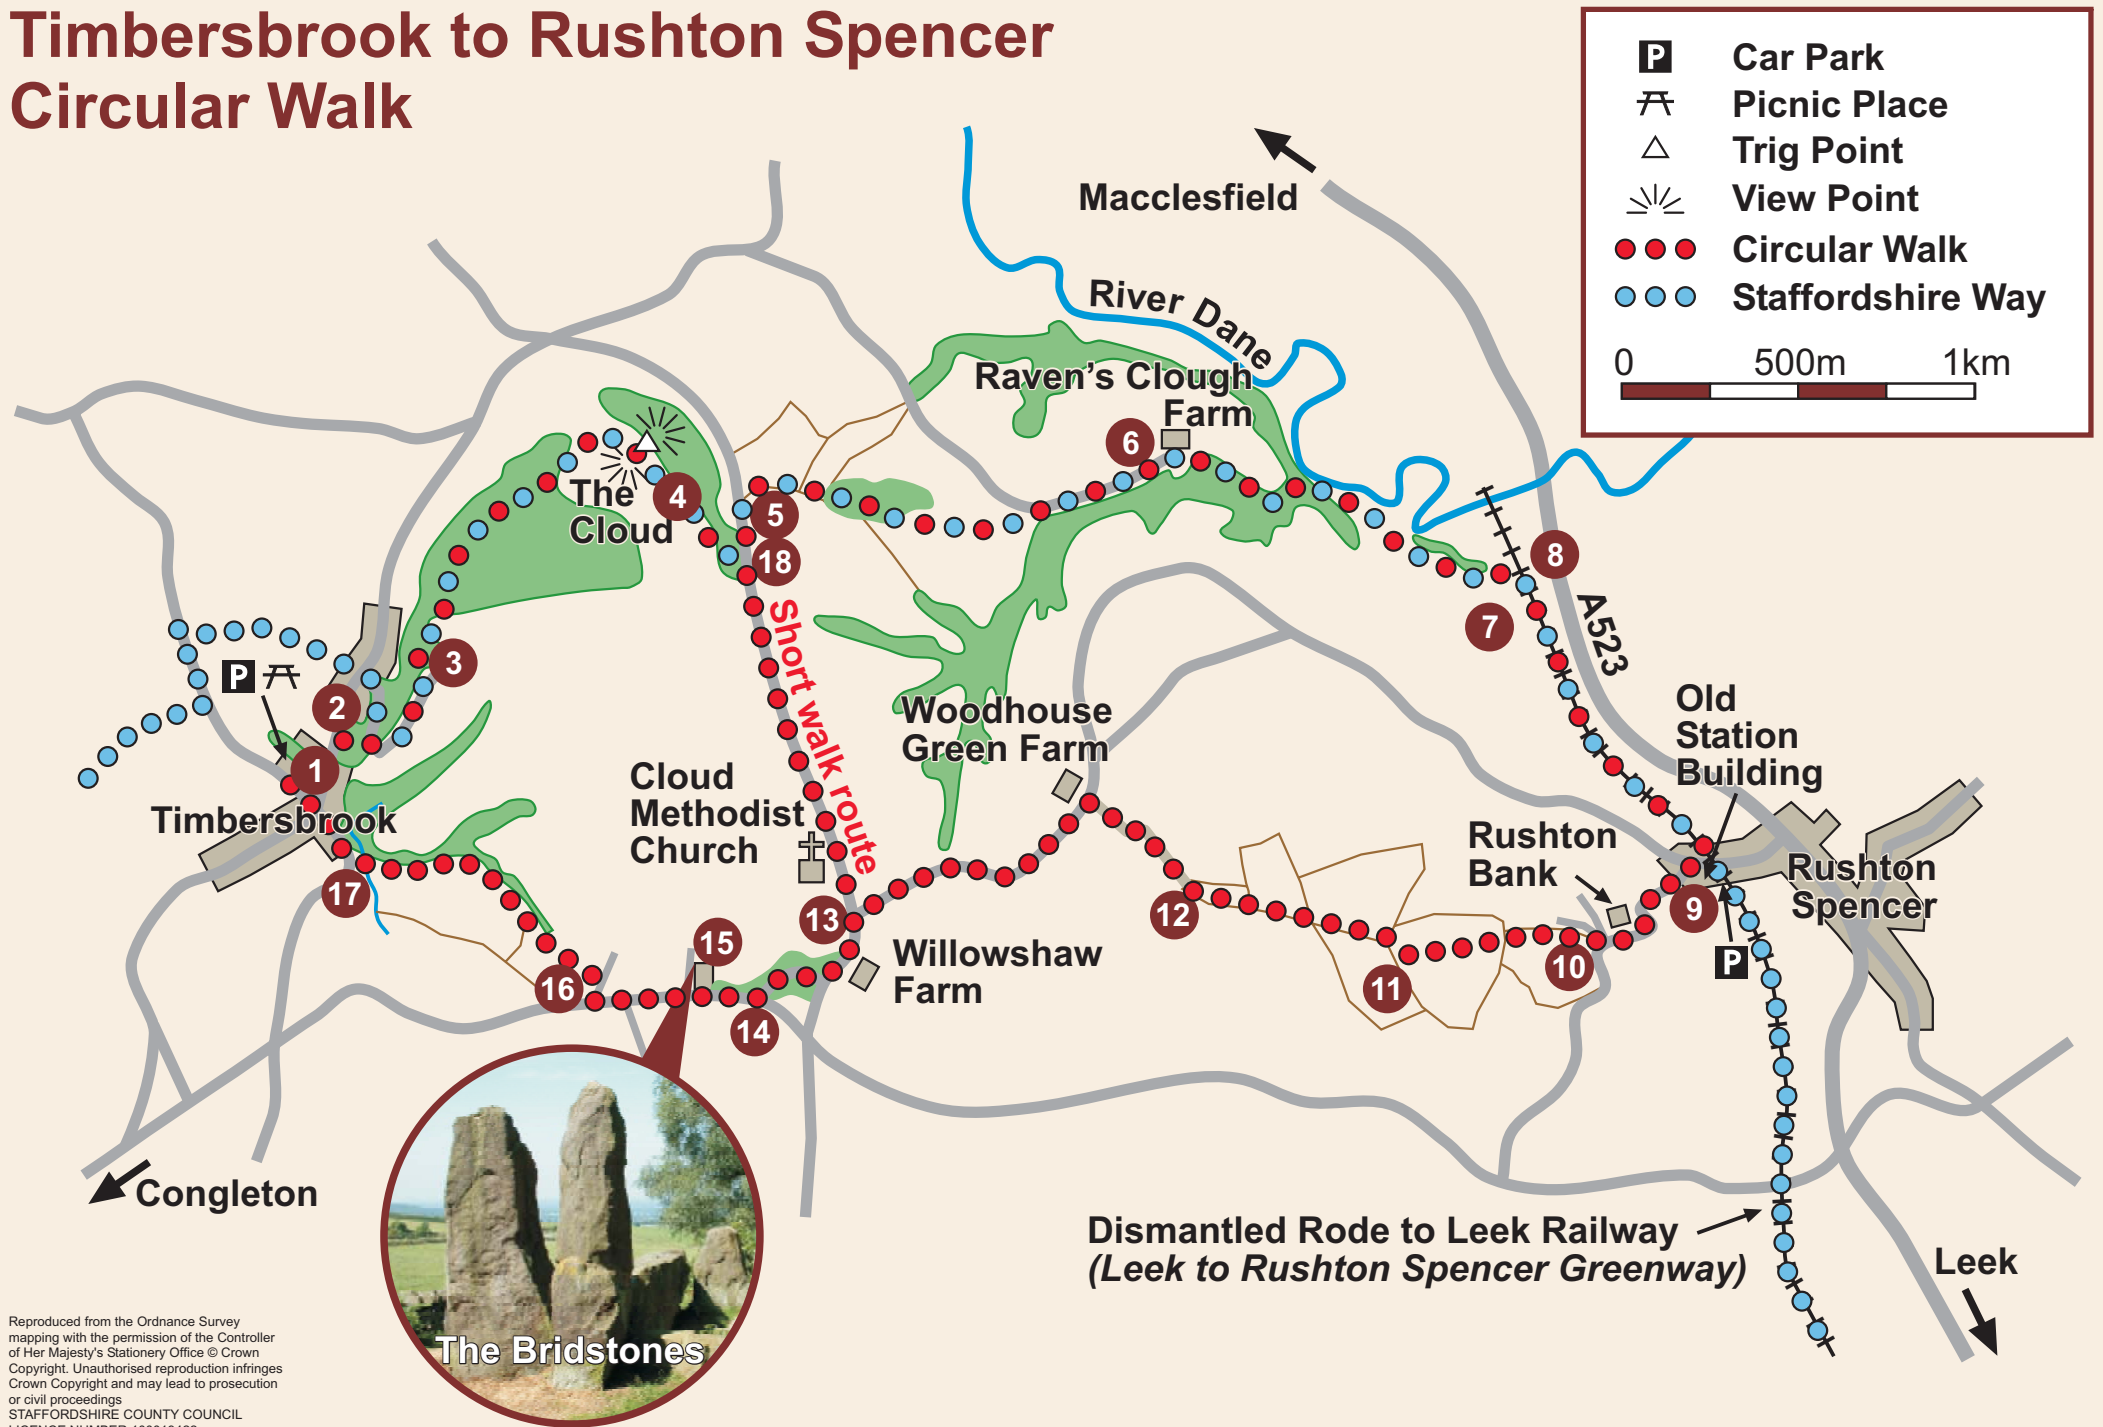 Timbersbrook to Rushton Spencer
Circular Walk
P Car Park
Picnic Place
Trig Point
View Point
Circular Walk
Staffordshire Way
0 500m 1km
Macclesfield
River Dane
Raven's Clough
Farm
6
The
Cloud
4
5
18
8
7
A523
3
P
2
1
Timbersbrook
Short walk route
Woodhouse
Green Farm
Old
Station
Building
Cloud
Methodist
Church
Rushton
Bank
Rushton
Spencer
17
13
12
9
P
15
Willowshaw
Farm
16
14
11
10
Congleton
Dismantled Rode to Leek Railway
(Leek to Rushton Spencer Greenway)
Leek
The Bridstones
Reproduced from the Ordnance Survey
mapping with the permission of the Controller
of Her Majesty's Stationery Office © Crown
Copyright. Unauthorised reproduction infringes
Crown Copyright and may lead to prosecution
or civil proceedings
STAFFORDSHIRE COUNTY COUNCIL